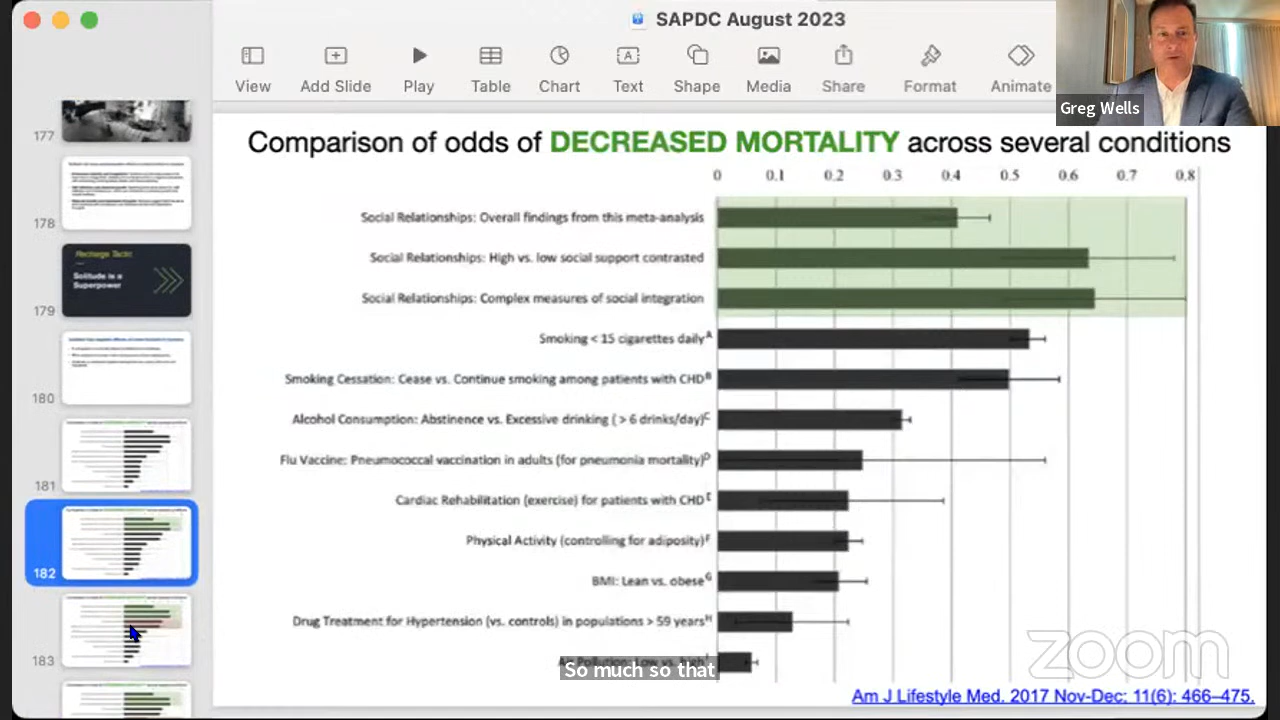 SAPDC August 2023
View
Add Slide
Play
Table
Chart
Text
Shape
Media
Share
Format
Animate
Greg Wells
177
178
179
Recharge Tactic
Solitude is a
Superpower
180
181
182
183
Comparison of odds of DECREASED MORTALITY across several conditions
0 0.1 0.2 0.3 0.4 0.5 0.6 0.7 0.8
Social Relationships: Overall findings from this meta-analysis
Social Relationships: High vs. low social support contrasted
Social Relationships: Complex measures of social integration
Smoking < 15 cigarettes daily A
Smoking Cessation: Cease vs. Continue smoking among patients with CHD B
Alcohol Consumption: Abstinence vs. Excessive drinking ( > 6 drinks/day) C
Flu Vaccine: Pneumococcal vaccination in adults (for pneumonia mortality) D
Cardiac Rehabilitation (exercise) for patients with CHD E
Physical Activity (controlling for adiposity) F
BMI: Lean vs. obese G
Drug Treatment for Hypertension (vs. controls) in populations > 59 years H
So much so that
zoom
Am J Lifestyle Med. 2017 Nov-Dec; 11(6): 466–475.